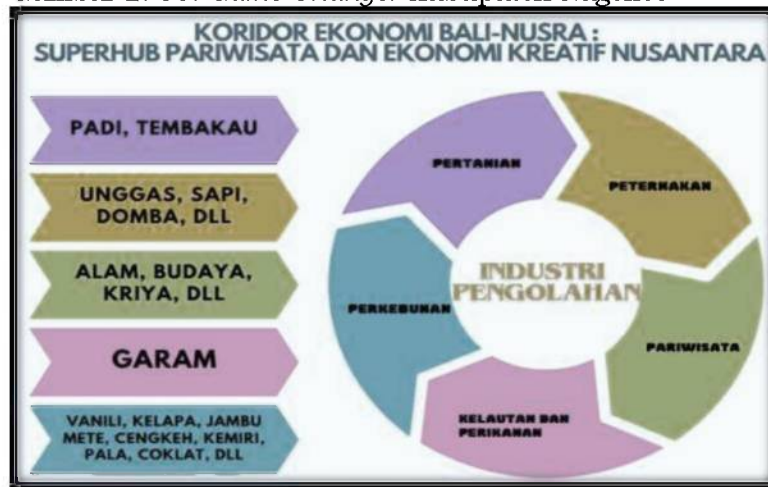 KORIDOR EKONOMI BALI-NUSRA :
SUPERHUB PARIWISATA DAN EKONOMI KREATIF NUSANTARA
PADI, TEMBAKAU
UNGGAS, SAPI,
DOMBA, DLL
ALAM, BUDAYA,
KRIYA, DLL
GARAM
VANILI, KELAPA, JAMBU
METE, CENGKEH, KEMIRI,
PALA, COKLAT, DLL
PERTANIAN
PETERNAKAN
PARIWISATA
KELAUTAN DAN
PERIKANAN
PERKEBUNAN
INDUSTRI
PENGOLAHAN